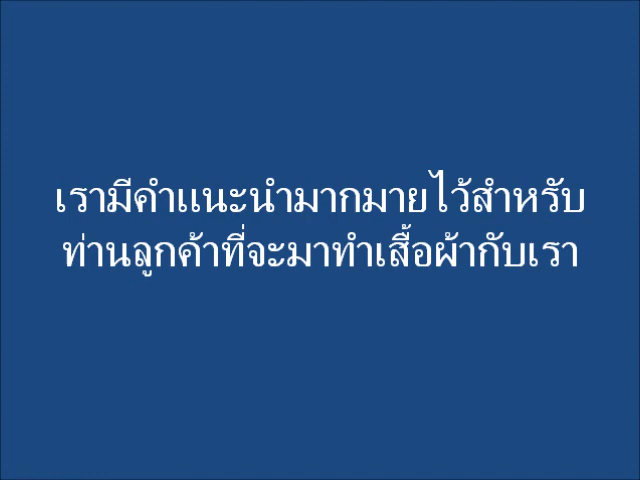 เรามีคำแนะนำมากมายไว้สำหรับ
ท่านลูกค้าที่จะมาทำเสื้อผ้ากับเรา